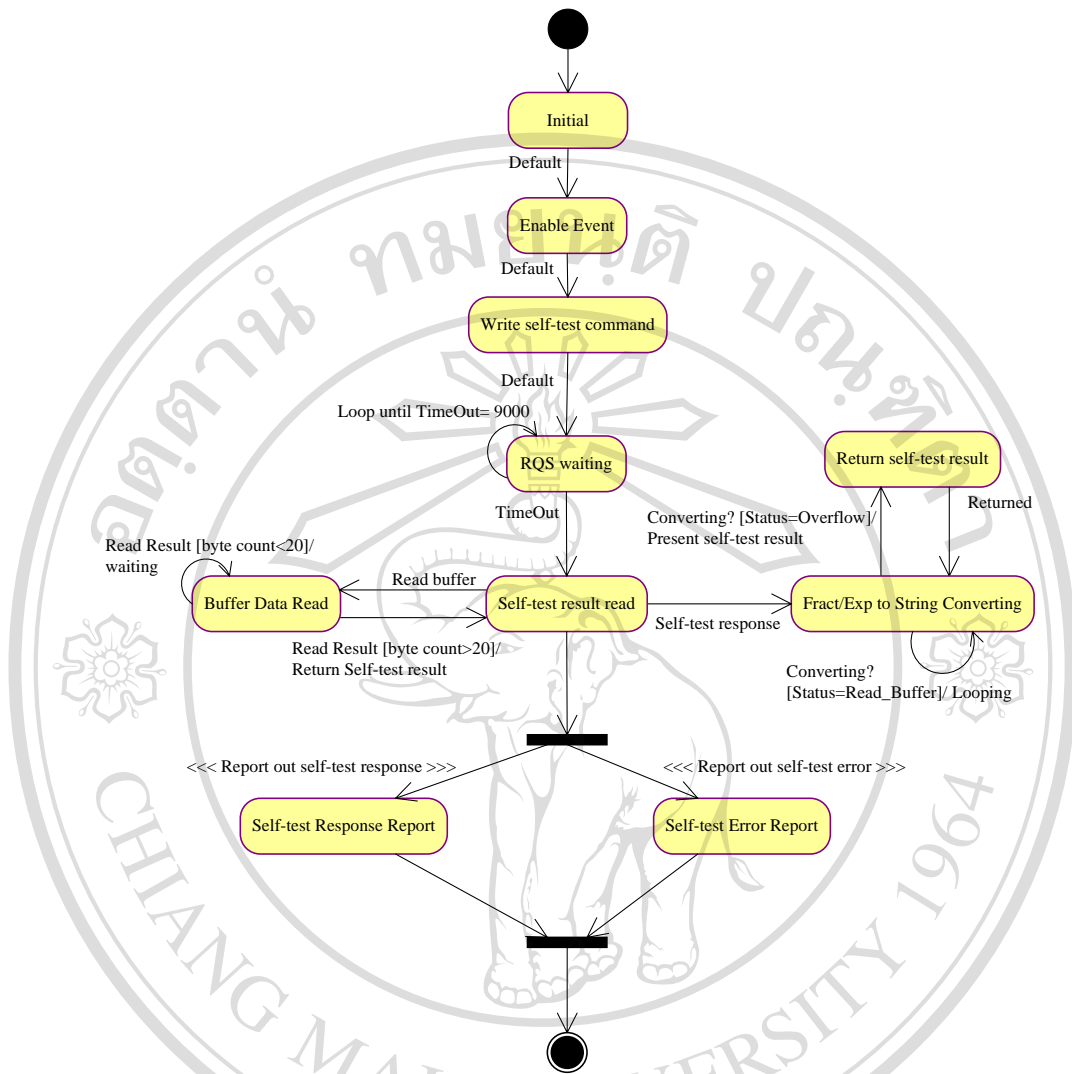 Initial
Default
Enable Event
Default
Write self-test command
Default
Loop until TimeOut= 9000
RQS waiting
Return self-test result
TimeOut
Converting? [Status=Overflow]/
Present self-test result
Returned
Read Result [byte count<20]/
waiting
Read buffer
Buffer Data Read
Self-test result read
Fract/Exp to String Converting
Self-test response
Read Result [byte count>20]/
Return Self-test result
Converting?
[Status=Read_Buffer]/ Looping
<<< Report out self-test response >>>
<<< Report out self-test error >>>
Self-test Response Report
Self-test Error Report